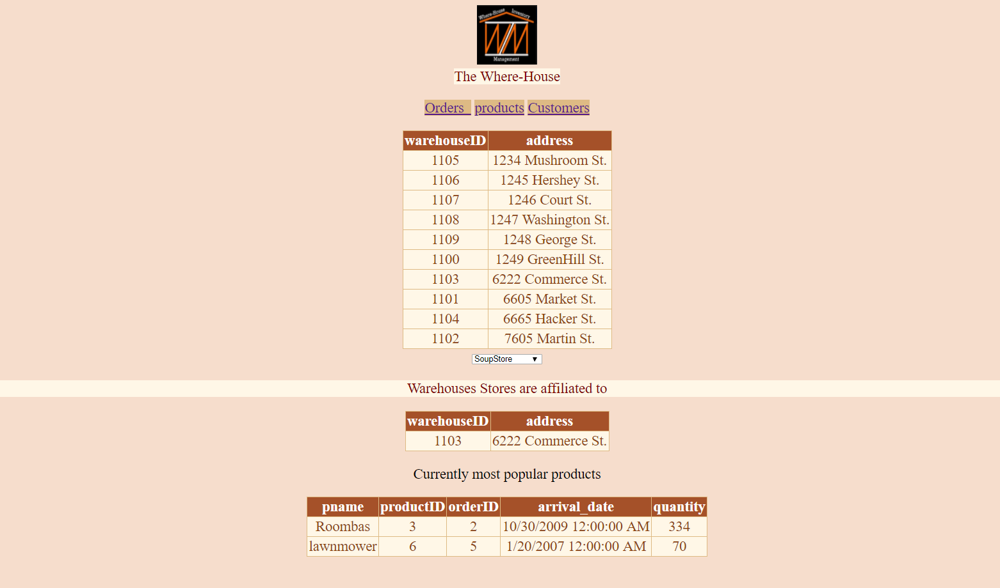 Where-House Inventory
Management
The Where-House
Orders products Customers
warehouseID address
1105 1234 Mushroom St.
1106 1245 Hershey St.
1107 1246 Court St.
1108 1247 Washington St.
1109 1248 George St.
1100 1249 GreenHill St.
1103 6222 Commerce St.
1101 6605 Market St.
1104 6665 Hacker St.
1102 7605 Martin St.
SoupStore
Warehouses Stores are affiliated to
warehouseID address
1103 6222 Commerce St.
Currently most popular products
pname productID orderID arrival_date quantity
Roombas 3 2 10/30/2009 12:00:00 AM 334
lawnmower 6 5 1/20/2007 12:00:00 AM 70